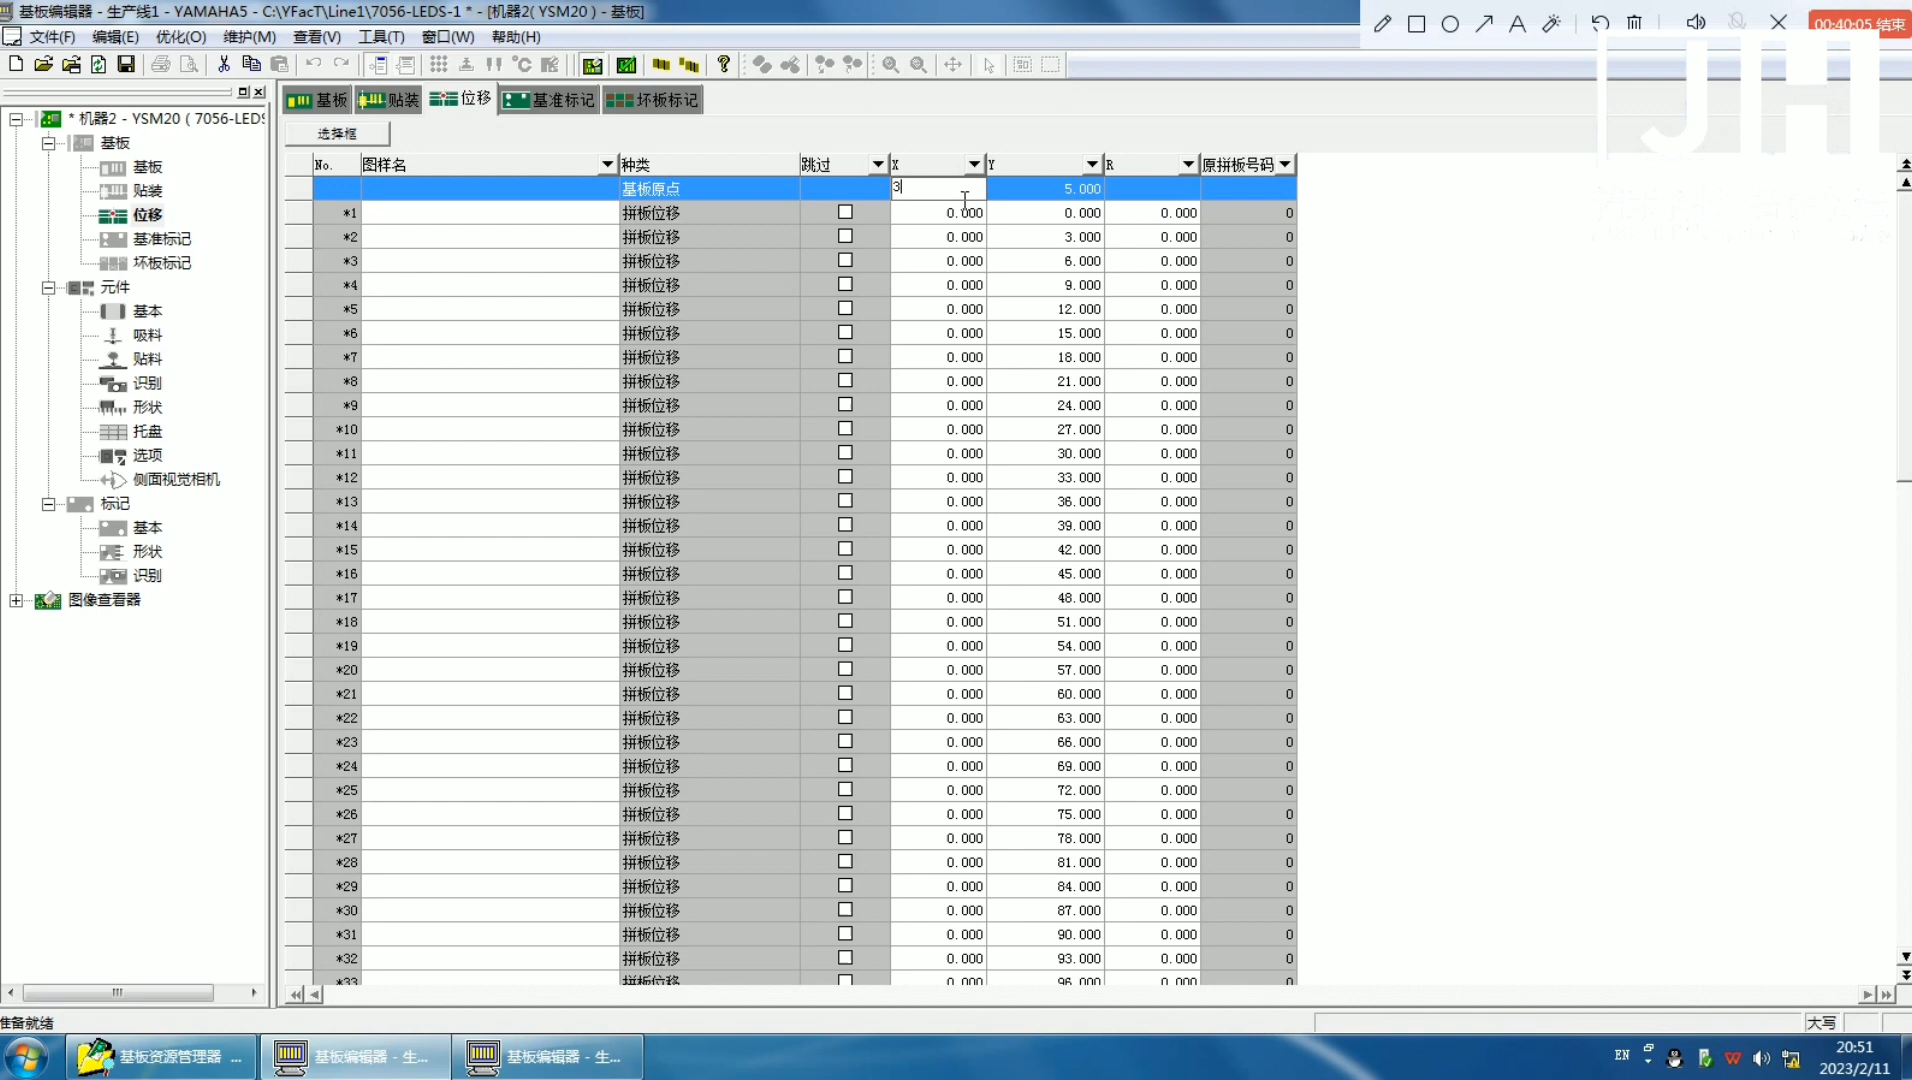 基板编辑器 - 生产线1 - YAMAHA5 - C:\YFacT\Line1\7056-LEDS-1 * - [机器2( YSM20 ) - 基板]
00:40:05 结束
文件(F) 编辑(E) 优化(O) 维护(M) 查看(V) 工具(T) 窗口(W) 帮助(H)
JH
* 机器2 - YSM20 ( 7056-LEDS
基板
基板
贴装
位移
基准标记
坏板标记
元件
基本
吸料
贴料
识别
形状
托盘
选项
侧面视觉相机
标记
基本
形状
识别
图像查看器
基板 贴装 位移 基准标记 坏板标记
选择框
No. 图样名 种类 跳过 X Y R 原拼板号码
基板原点 3 5.000
*1 拼板位移 0.000 0.000 0.000 0
*2 拼板位移 0.000 3.000 0.000 0
*3 拼板位移 0.000 6.000 0.000 0
*4 拼板位移 0.000 9.000 0.000 0
*5 拼板位移 0.000 12.000 0.000 0
*6 拼板位移 0.000 15.000 0.000 0
*7 拼板位移 0.000 18.000 0.000 0
*8 拼板位移 0.000 21.000 0.000 0
*9 拼板位移 0.000 24.000 0.000 0
*10 拼板位移 0.000 27.000 0.000 0
*11 拼板位移 0.000 30.000 0.000 0
*12 拼板位移 0.000 33.000 0.000 0
*13 拼板位移 0.000 36.000 0.000 0
*14 拼板位移 0.000 39.000 0.000 0
*15 拼板位移 0.000 42.000 0.000 0
*16 拼板位移 0.000 45.000 0.000 0
*17 拼板位移 0.000 48.000 0.000 0
*18 拼板位移 0.000 51.000 0.000 0
*19 拼板位移 0.000 54.000 0.000 0
*20 拼板位移 0.000 57.000 0.000 0
*21 拼板位移 0.000 60.000 0.000 0
*22 拼板位移 0.000 63.000 0.000 0
*23 拼板位移 0.000 66.000 0.000 0
*24 拼板位移 0.000 69.000 0.000 0
*25 拼板位移 0.000 72.000 0.000 0
*26 拼板位移 0.000 75.000 0.000 0
*27 拼板位移 0.000 78.000 0.000 0
*28 拼板位移 0.000 81.000 0.000 0
*29 拼板位移 0.000 84.000 0.000 0
*30 拼板位移 0.000 87.000 0.000 0
*31 拼板位移 0.000 90.000 0.000 0
*32 拼板位移 0.000 93.000 0.000 0
*33 拼板位移 0.000 96.000 0.000 0
准备就绪
大写
基板资源管理器 ...
基板编辑器 - 生...
基板编辑器 - 生...
EN
20:51
2023/2/11